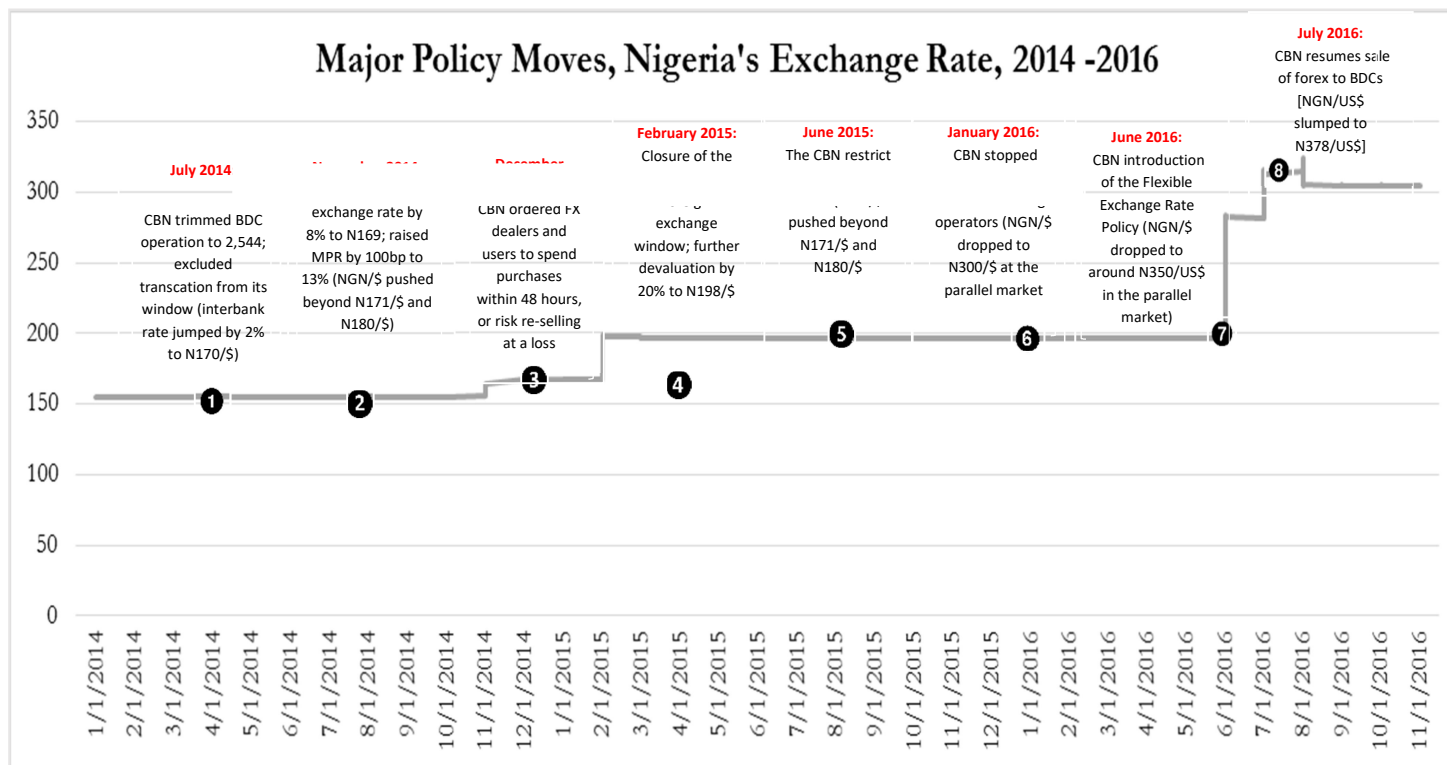 Major Policy Moves, Nigeria's Exchange Rate, 2014 -2016
July 2016:
CBN resumes sale
of forex to BDCs
[NGN/US$
slumped to
N378/US$]
350
300
250
200
150
100
50
0
July 2014
CBN trimmed BDC
operation to 2,544;
excluded
transcation from its
window (interbank
rate jumped by 2%
to N170/$)
exchange rate by
8% to N169; raised
MPR by 100bp to
13% (NGN/$ pushed
beyond N171/$ and
N180/$)
CBN ordered FX
dealers and
users to spend
purchases
within 48 hours,
or risk re-selling
at a loss
February 2015:
Closure of the
exchange
window; further
devaluation by
20% to N198/$
June 2015:
The CBN restrict
pushed beyond
N171/$ and
N180/$
January 2016:
CBN stopped
operators (NGN/$
dropped to
N300/$ at the
parallel market
June 2016:
CBN introduction
of the Flexible
Exchange Rate
Policy (NGN/$
dropped to
around N350/US$
in the parallel
market)
1
2
3
4
5
6
7
8
1/1/2014
2/1/2014
3/1/2014
4/1/2014
5/1/2014
6/1/2014
7/1/2014
8/1/2014
9/1/2014
10/1/2014
11/1/2014
12/1/2014
1/1/2015
2/1/2015
3/1/2015
4/1/2015
5/1/2015
6/1/2015
7/1/2015
8/1/2015
9/1/2015
10/1/2015
11/1/2015
12/1/2015
1/1/2016
2/1/2016
3/1/2016
4/1/2016
5/1/2016
6/1/2016
7/1/2016
8/1/2016
9/1/2016
10/1/2016
11/1/2016